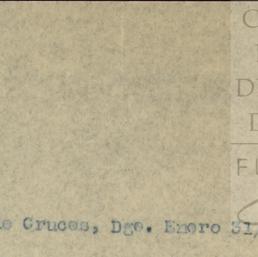 e Cruces, Dgo. Enero 31,